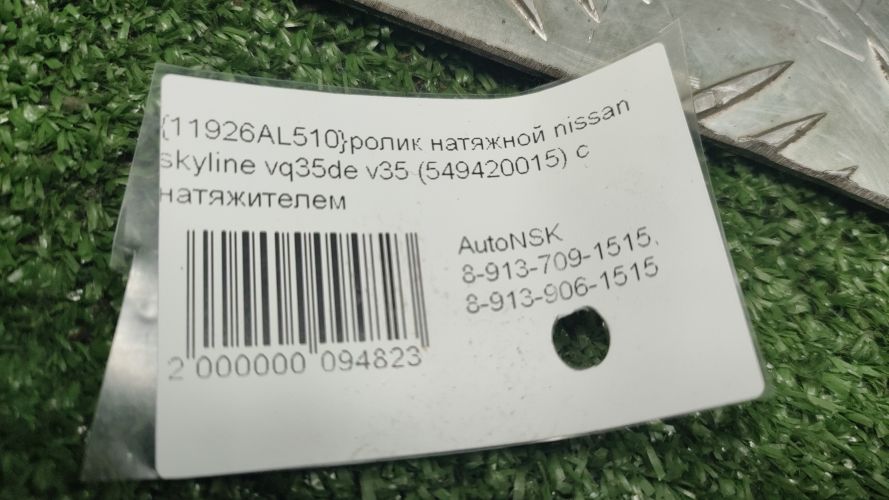 {11926AL510}ролик натяжной nissan
skyline vq35de v35 (549420015) с
натяжителем
AutoNSK
8-913-709-1515,
8-913-906-1515
2 000000 094823